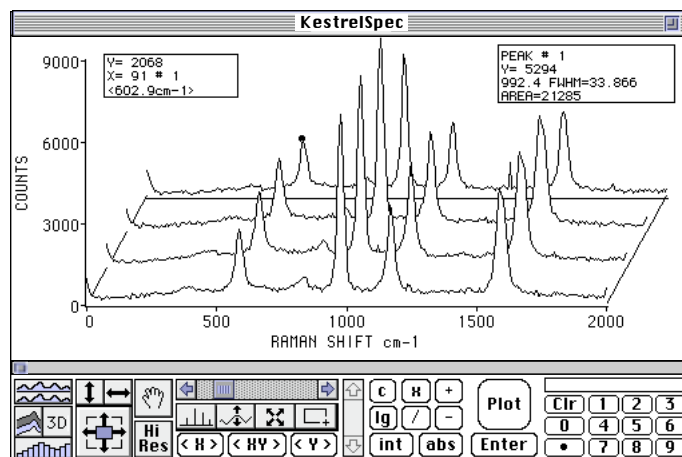 KestrelSpec
Y= 2068
X= 91 # 1
<602.9cm-1>
PEAK # 1
Y= 5294
992.4 FWHM=33.866
AREA=21285
9000
6000
3000
0
COUNTS
0 500 1000 1500 2000
RAMAN SHIFT cm-1
3D
Hi
Res
< X > < XY > < Y >
c x +
lg / -
int abs
Plot
Enter
Clr 1 2 3
0 4 5 6
• 7 8 9